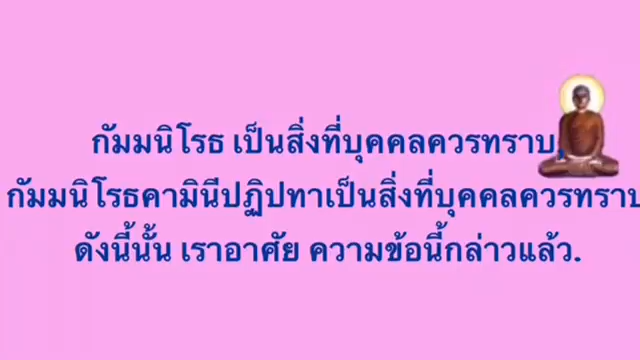 กัมมนิโรธ เป็นสิ่งที่บุคคลควรทราบ,
กัมมนิโรธคามินีปฏิปทาเป็นสิ่งที่บุคคลควรทราบ
ดังนี้นั้น เราอาศัย ความข้อนี้กล่าวแล้ว.